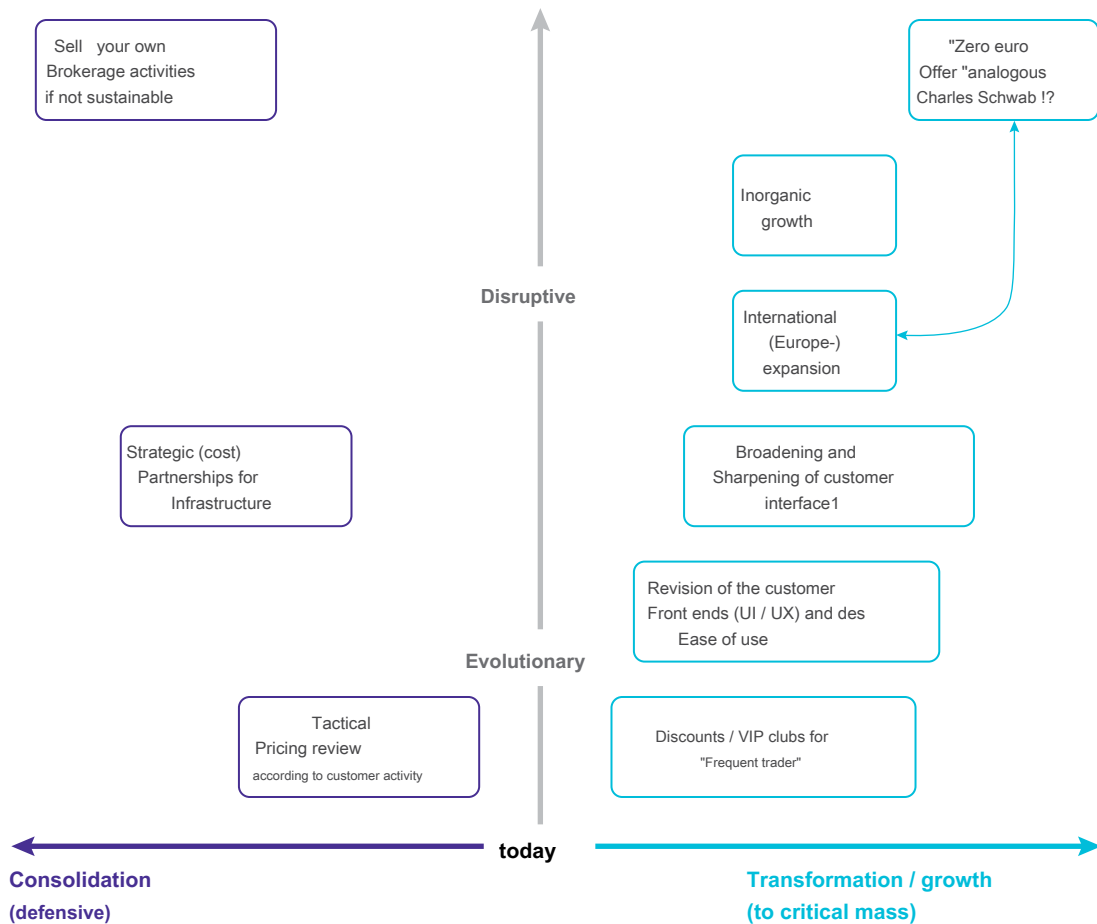 Sell your own
Brokerage activities
if not sustainable
"Zero euro
Offer "analogous
Charles Schwab !?
Inorganic
growth
Disruptive
International
(Europe-)
expansion
Strategic (cost)
Partnerships for
Infrastructure
Broadening and
Sharpening of customer
interface1
Revision of the customer
Front ends (UI / UX) and des
Ease of use
Evolutionary
Tactical
Pricing review
according to customer activity
Discounts / VIP clubs for
"Frequent trader"
today
Consolidation
(defensive)
Transformation / growth
(to critical mass)